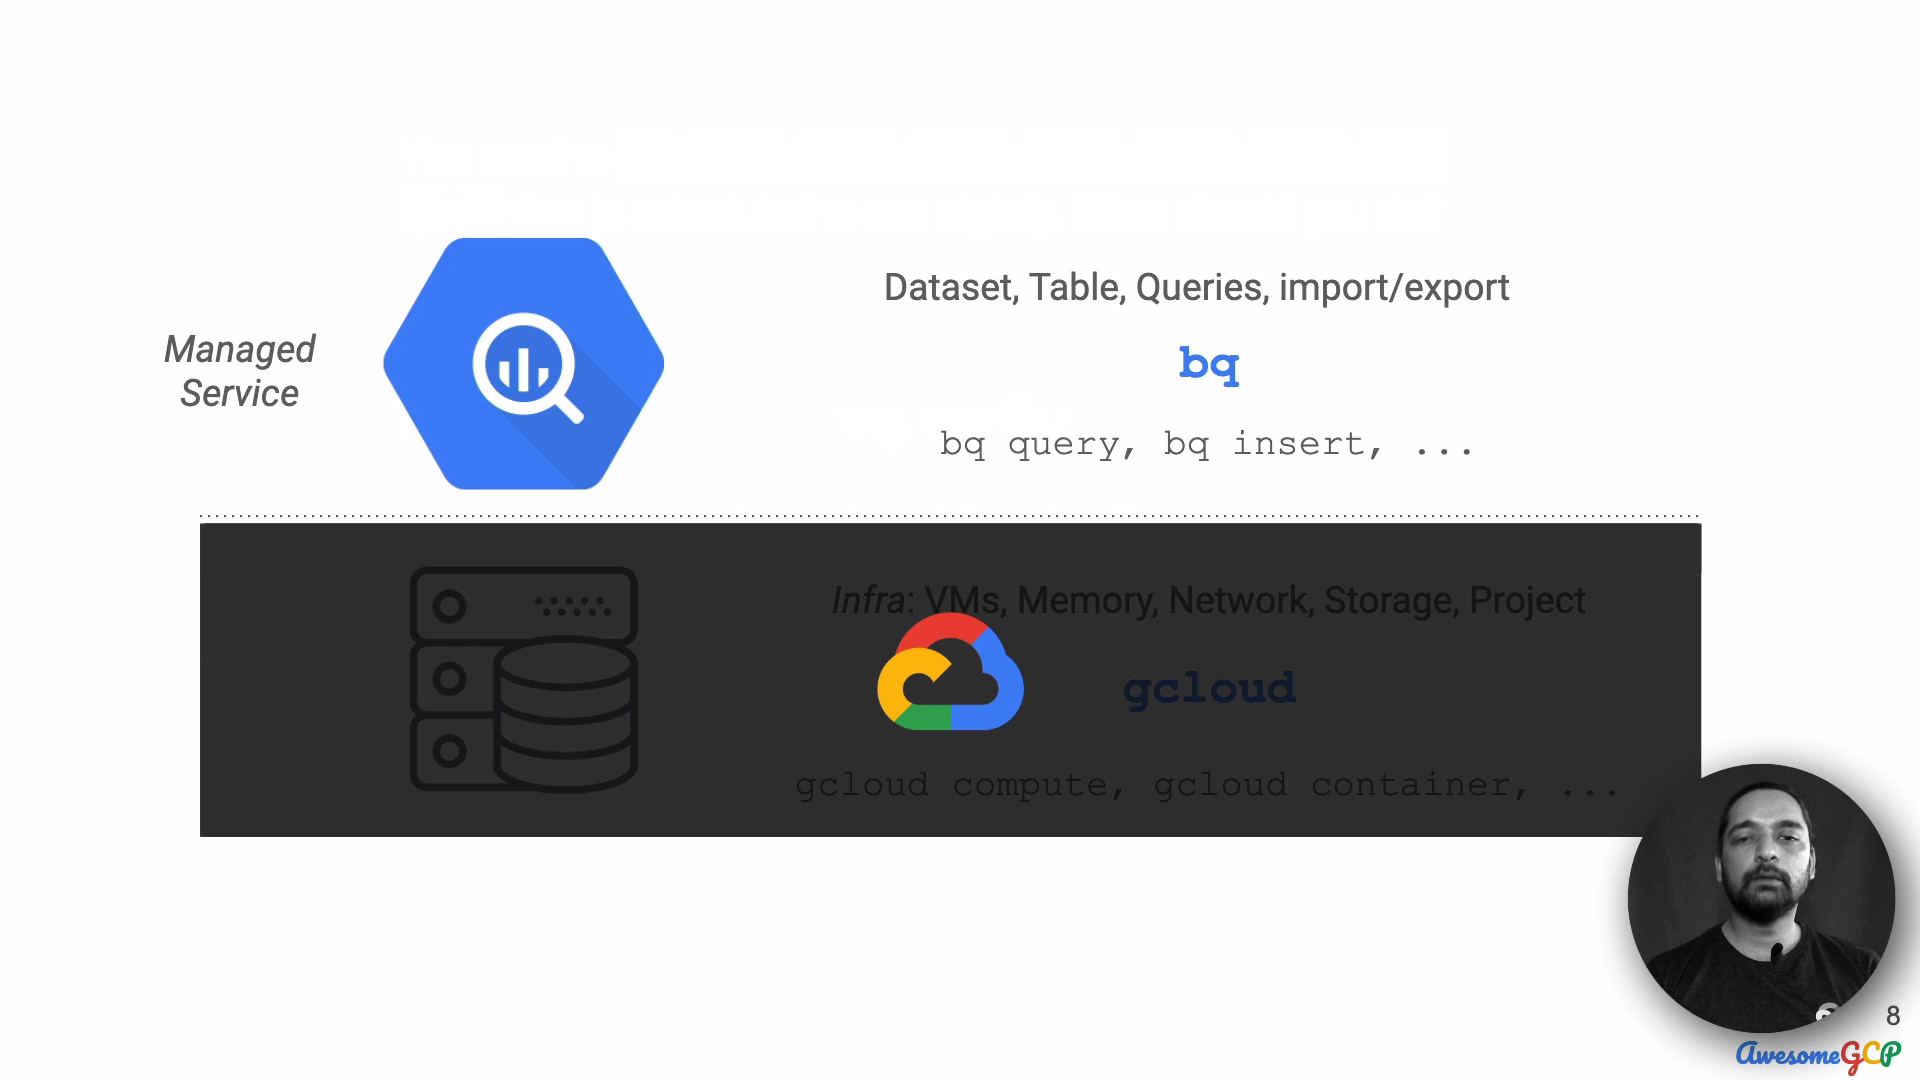 Managed
Service
Dataset, Table, Queries, import/export
bq
bq query, bq insert, ...
Infra: VMs, Memory, Network, Storage, Project
gcloud
gcloud compute, gcloud container, ...
8
AwesomeGCP